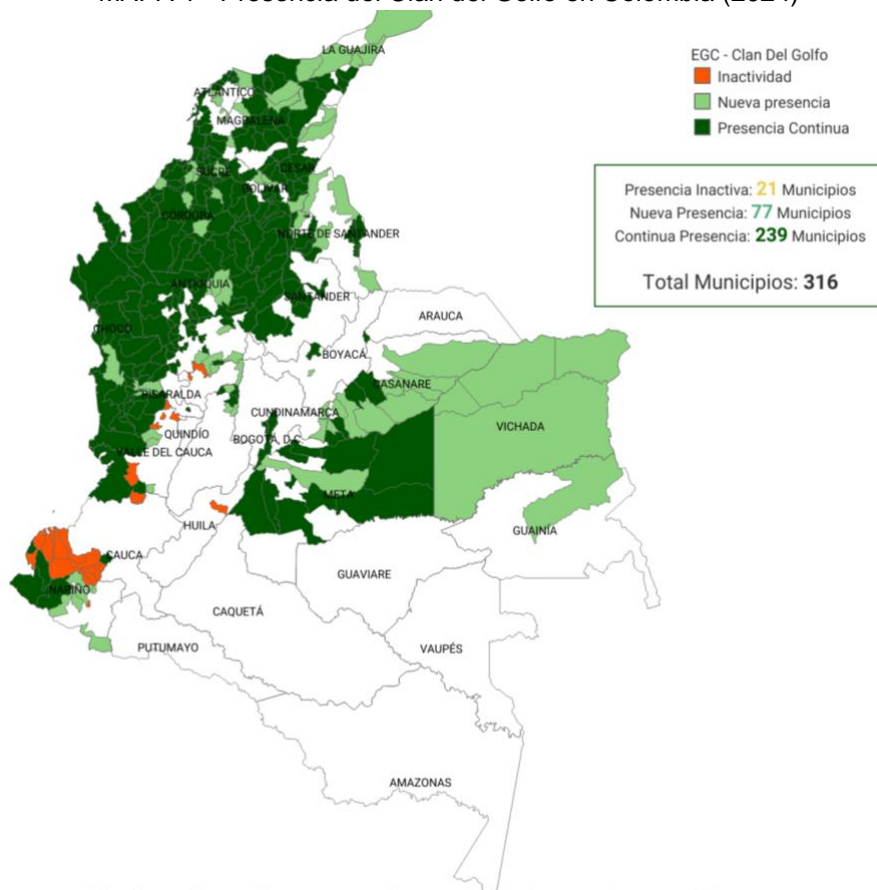 LA GUAJIRA
EGC - Clan Del Golfo
Inactividad
Nueva presencia
Presencia Continua
ATLÁNTICO
MAGDALENA
CESAR
SUCRE
BOLÍVAR
Presencia Inactiva: 21 Municipios
Nueva Presencia: 77 Municipios
Continua Presencia: 239 Municipios
Total Municipios: 316
CÓRDOBA
NORTE DE SANTANDER
ANTIOQUIA
SANTANDER
ARAUCA
CHOCÓ
BOYACÁ
CASANARE
RISARALDA
CUNDINAMARCA
VICHADA
QUINDÍO
BOGOTÁ, D.C.
VALLE DEL CAUCA
META
HUILA
GUAINÍA
CAUCA
GUAVIARE
NARIÑO
CAQUETÁ
PUTUMAYO
VAUPÉS
AMAZONAS